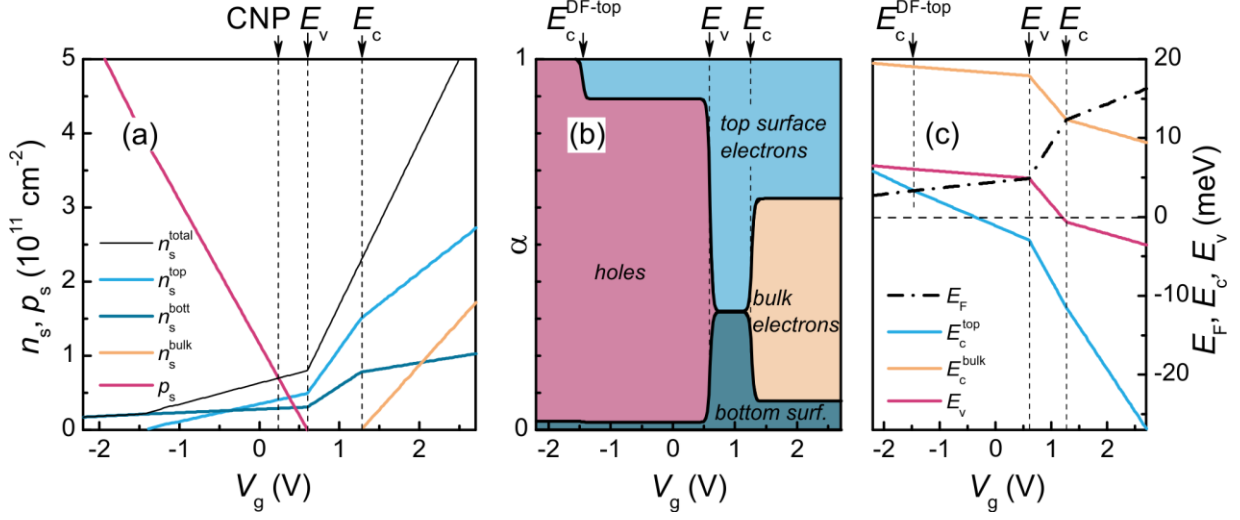 CNP E_v E_c
E_c^DF-top E_v E_c
E_c^DF-top E_v E_c
(a)
5
4
3
2
1
0
n_s, p_s (10^11 cm^-2)
n_s^total
n_s^top
n_s^bott
n_s^bulk
p_s
-2 -1 0 1 2
V_g (V)
(b)
1
α
0
top surface
electrons
holes
bulk
electrons
bottom surf.
-2 -1 0 1 2
V_g (V)
(c)
20
10
0
-10
-20
E_F, E_c, E_v (meV)
E_F
E_c^top
E_c^bulk
E_v
-2 -1 0 1 2
V_g (V)